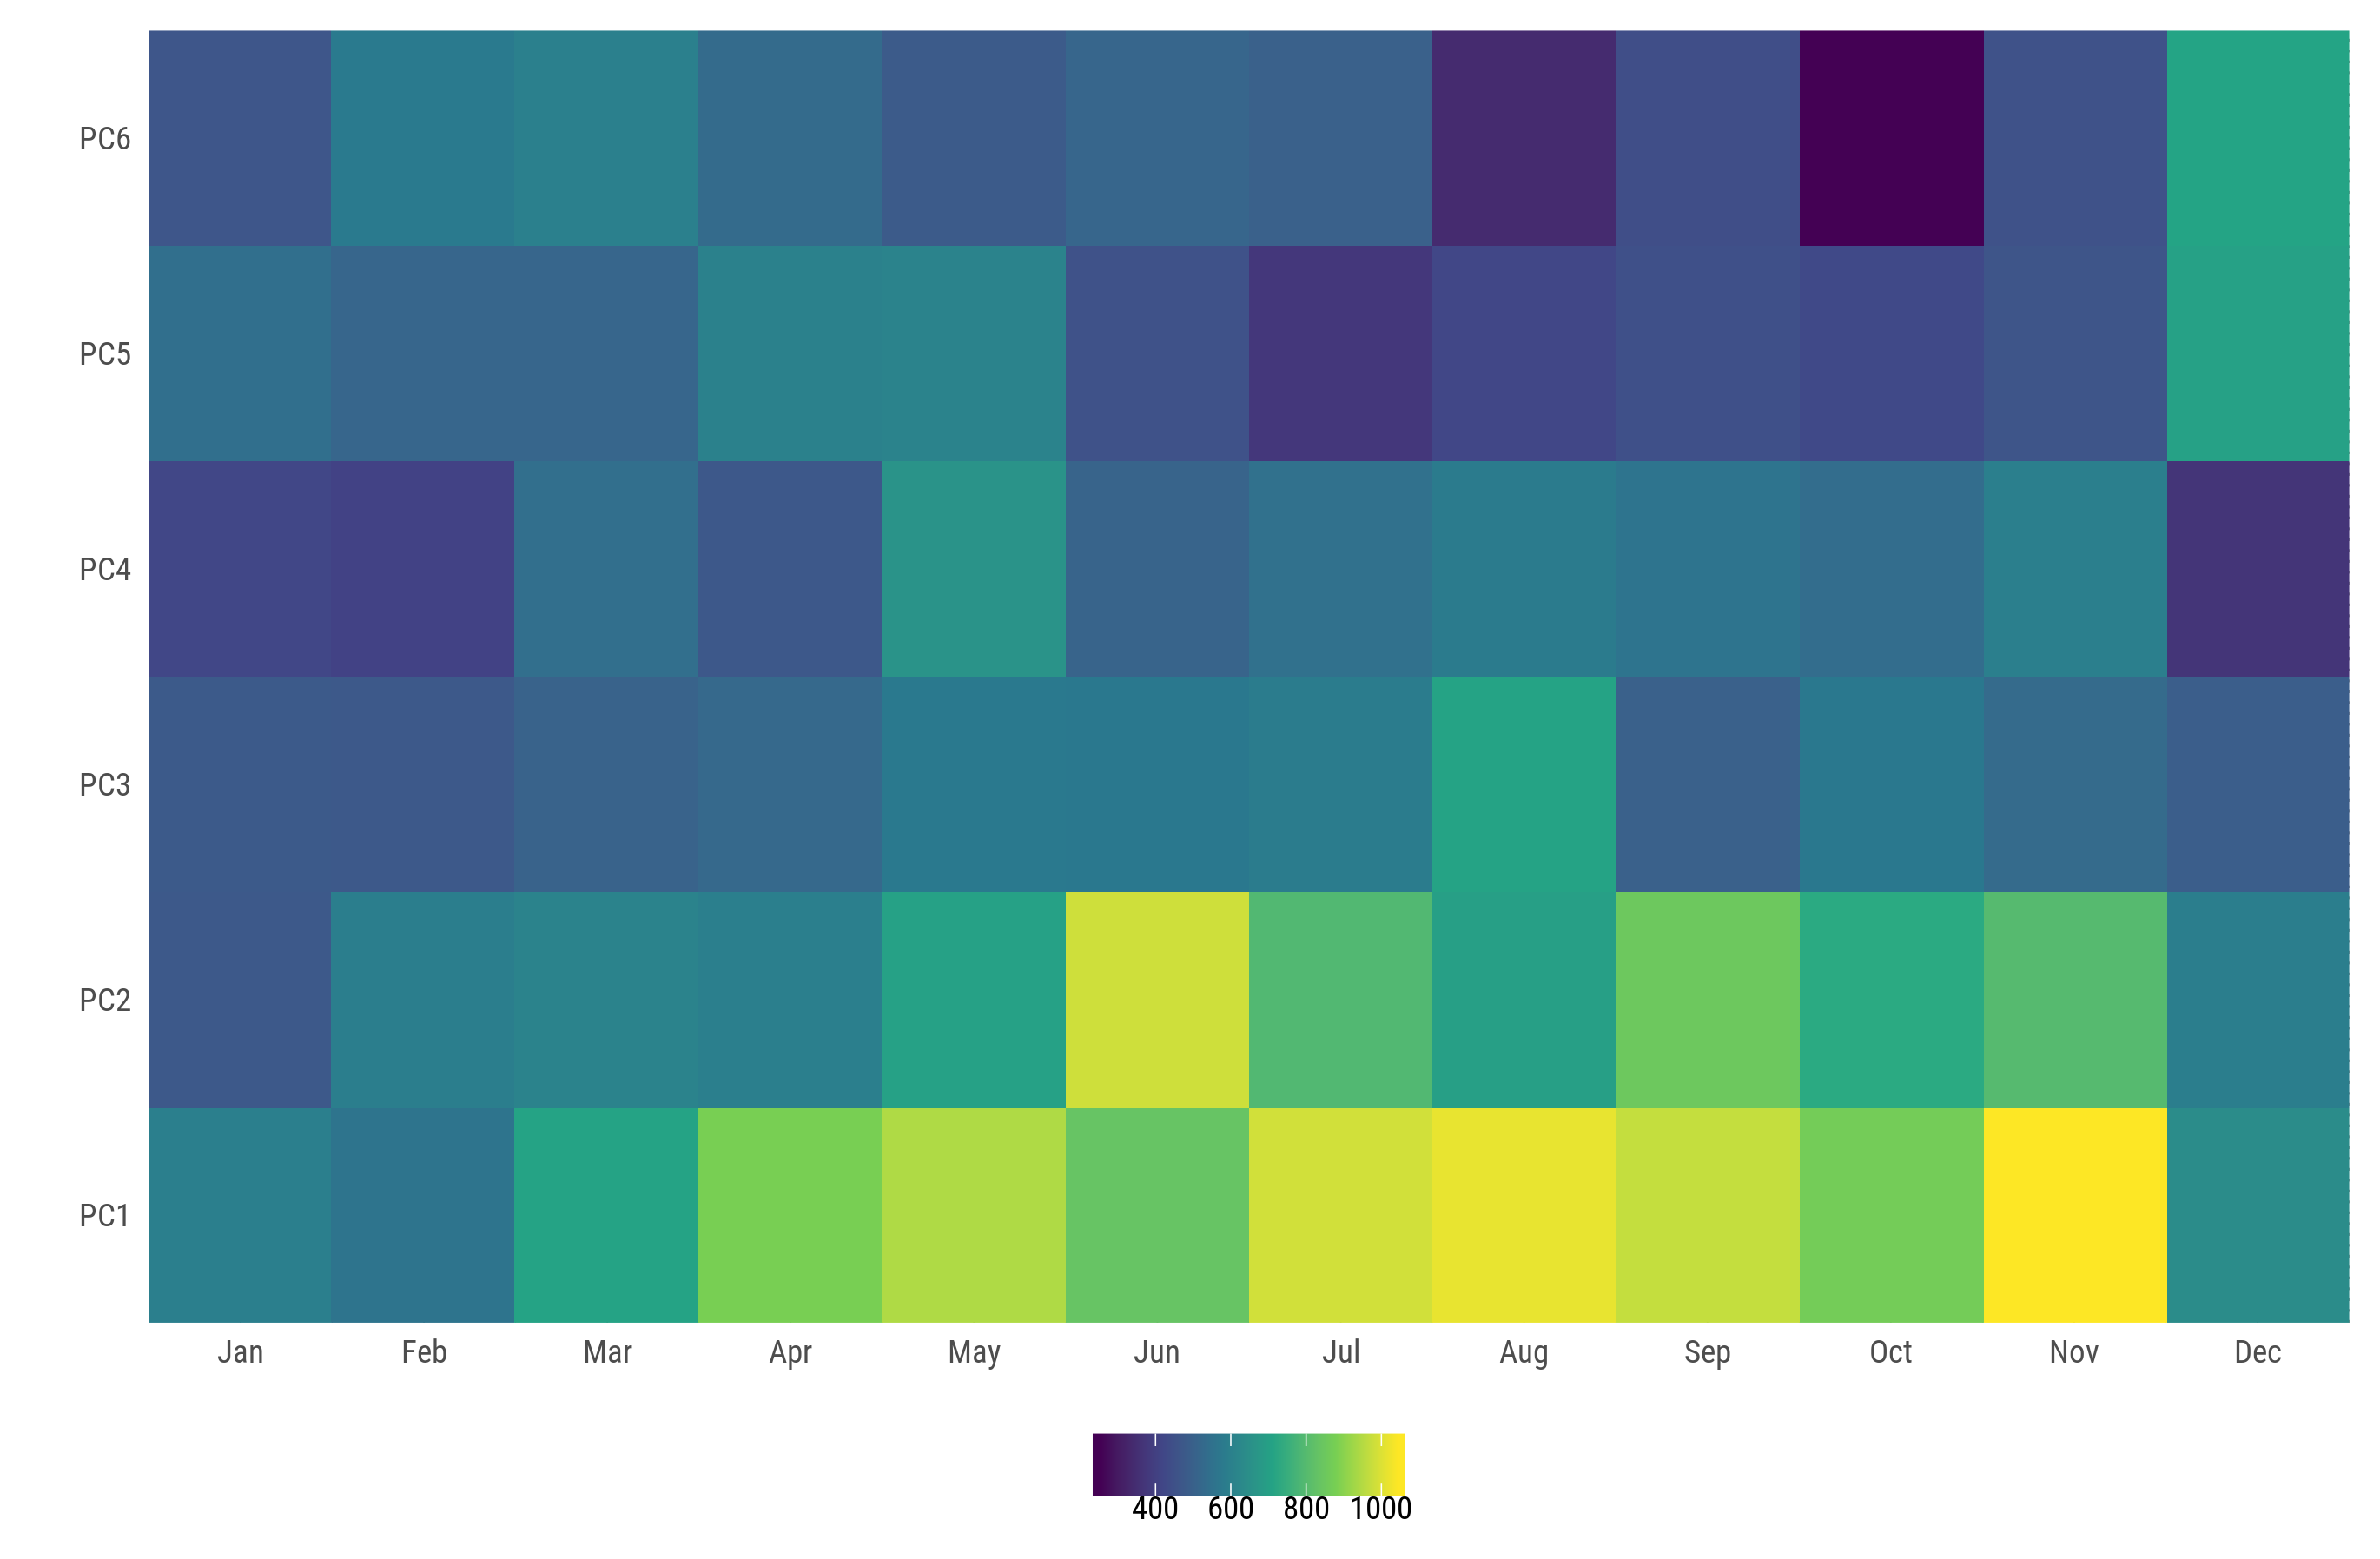 PC6
PC5
PC4
PC3
PC2
PC1
Jan Feb Mar Apr May Jun Jul Aug Sep Oct Nov Dec
400 600 800 1000